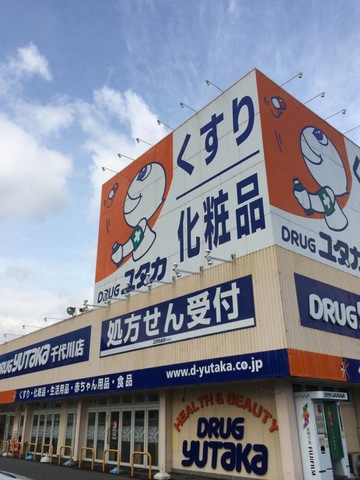 くすり
化粧品
DRUG ユタカ
DRUG ユタカ
処方せん受付
DRUG YUTAKA 千代川店
DRUG YU
www.d-yutaka.co.jp
くすり・化粧品・生活用品・赤ちゃん用品・食品
HEALTH & BEAUTY
DRUG
YUTAKA
FUJIFILM